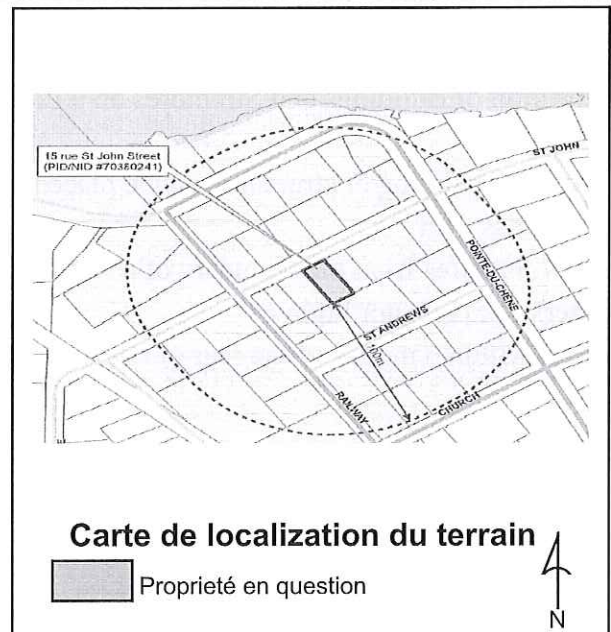 15 rue St John Street
(PID/NID #70380241)
ST JOHN
POINTE-DU-CHÊNE
ST ANDREWS
100m
RAILWAY
CHURCH
Carte de localization du terrain
Proprieté en question
N